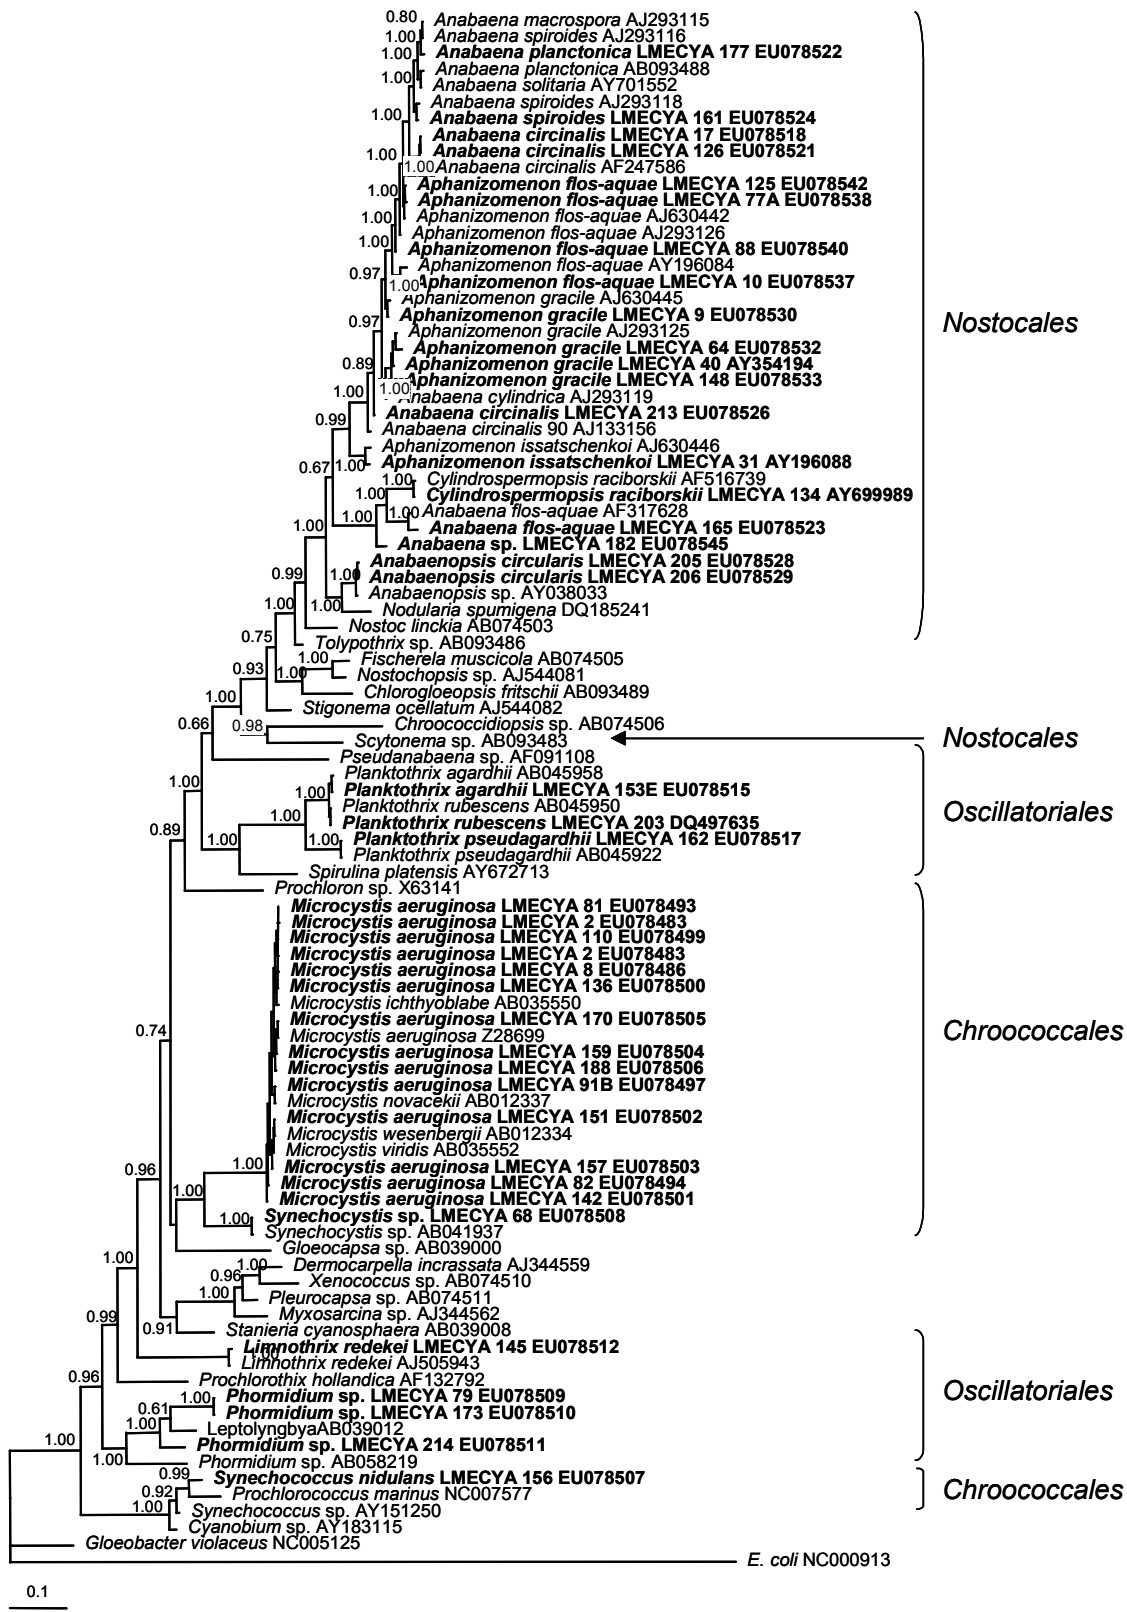 0.80
Anabaena macrospora AJ293115
1.00
Anabaena spiroides AJ293116
1.00
Anabaena planctonica LMECYA 177 EU078522
Anabaena planctonica AB093488
1.00
Anabaena solitaria AY701552
Anabaena spiroides AJ293118
1.00
Anabaena spiroides LMECYA 161 EU078524
Anabaena circinalis LMECYA 17 EU078518
1.00
Anabaena circinalis LMECYA 126 EU078521
1.00
Anabaena circinalis AF247586
Aphanizomenon flos-aquae LMECYA 125 EU078542
1.00
Aphanizomenon flos-aquae LMECYA 77A EU078538
1.00
Aphanizomenon flos-aquae AJ630442
Aphanizomenon flos-aquae AJ293126
1.00
Aphanizomenon flos-aquae LMECYA 88 EU078540
0.97
Aphanizomenon flos-aquae AY196084
1.00
Aphanizomenon flos-aquae LMECYA 10 EU078537
Aphanizomenon gracile AJ630445
Aphanizomenon gracile LMECYA 9 EU078530
Nostocales
0.97
Aphanizomenon gracile AJ293125
Aphanizomenon gracile LMECYA 64 EU078532
0.89
Aphanizomenon gracile LMECYA 40 AY354194
1.00
Aphanizomenon gracile LMECYA 148 EU078533
1.00
Anabaena cylindrica AJ293119
Anabaena circinalis LMECYA 213 EU078526
0.99
Anabaena circinalis 90 AJ133156
Aphanizomenon issatschenkoi AJ630446
0.67
1.00
Aphanizomenon issatschenkoi LMECYA 31 AY196088
1.00
Cylindrospermopsis raciborskii AF516739
1.00
Cylindrospermopsis raciborskii LMECYA 134 AY699989
1.00
1.00
Anabaena flos-aquae AF317628
1.00
Anabaena flos-aquae LMECYA 165 EU078523
Anabaena sp. LMECYA 182 EU078545
Anabaenopsis circularis LMECYA 205 EU078528
0.99
1.00
Anabaenopsis circularis LMECYA 206 EU078529
Anabaenopsis sp. AY038033
1.00
1.00
Nodularia spumigena DQ185241
Nostoc linckia AB074503
0.75
Tolypothrix sp. AB093486
1.00
Fischerela muscicola AB074505
0.93
1.00
Nostochopsis sp. AJ544081
Chlorogloeopsis fritschii AB093489
1.00
Stigonema ocellatum AJ544082
0.66
0.98
Chroococcidiopsis sp. AB074506
Scytonema sp. AB093483
Nostocales
Pseudanabaena sp. AF091108
Planktothrix agardhii AB045958
1.00
1.00
Planktothrix agardhii LMECYA 153E EU078515
Planktothrix rubescens AB045950
Oscillatoriales
0.89
1.00
Planktothrix rubescens LMECYA 203 DQ497635
1.00
1.00
Planktothrix pseudagardhii LMECYA 162 EU078517
Planktothrix pseudagardhii AB045922
Spirulina platensis AY672713
Prochloron sp. X63141
Microcystis aeruginosa LMECYA 81 EU078493
Microcystis aeruginosa LMECYA 2 EU078483
Microcystis aeruginosa LMECYA 110 EU078499
Microcystis aeruginosa LMECYA 2 EU078483
Microcystis aeruginosa LMECYA 8 EU078486
Microcystis aeruginosa LMECYA 136 EU078500
Microcystis ichthyoblabe AB035550
Microcystis aeruginosa LMECYA 170 EU078505
0.74
Chroococcales
Microcystis aeruginosa Z28699
Microcystis aeruginosa LMECYA 159 EU078504
Microcystis aeruginosa LMECYA 188 EU078506
Microcystis aeruginosa LMECYA 91B EU078497
Microcystis novacekii AB012337
Microcystis aeruginosa LMECYA 151 EU078502
Microcystis wesenbergii AB012334
Microcystis viridis AB035552
0.96
1.00
Microcystis aeruginosa LMECYA 157 EU078503
Microcystis aeruginosa LMECYA 82 EU078494
1.00
Microcystis aeruginosa LMECYA 142 EU078501
1.00
Synechocystis sp. LMECYA 68 EU078508
Synechocystis sp. AB041937
Gloeocapsa sp. AB039000
1.00
1.00
Dermocarpella incrassata AJ344559
0.96
Xenococcus sp. AB074510
1.00
Pleurocapsa sp. AB074511
0.99
Myxosarcina sp. AJ344562
0.91
Stanieria cyanosphaera AB039008
Limnothrix redekei LMECYA 145 EU078512
1.00
Limnothrix redekei AJ505943
0.96
Prochlorothix hollandica AF132792
Oscillatoriales
1.00
Phormidium sp. LMECYA 79 EU078509
0.61
Phormidium sp. LMECYA 173 EU078510
1.00
LeptolyngbyaAB039012
1.00
Phormidium sp. LMECYA 214 EU078511
1.00
Phormidium sp. AB058219
0.99
Synechococcus nidulans LMECYA 156 EU078507
0.92
Prochlorococcus marinus NC007577
Chroococcales
1.00
Synechococcus sp. AY151250
Cyanobium sp. AY183115
Gloeobacter violaceus NC005125
E. coli NC000913
0.1